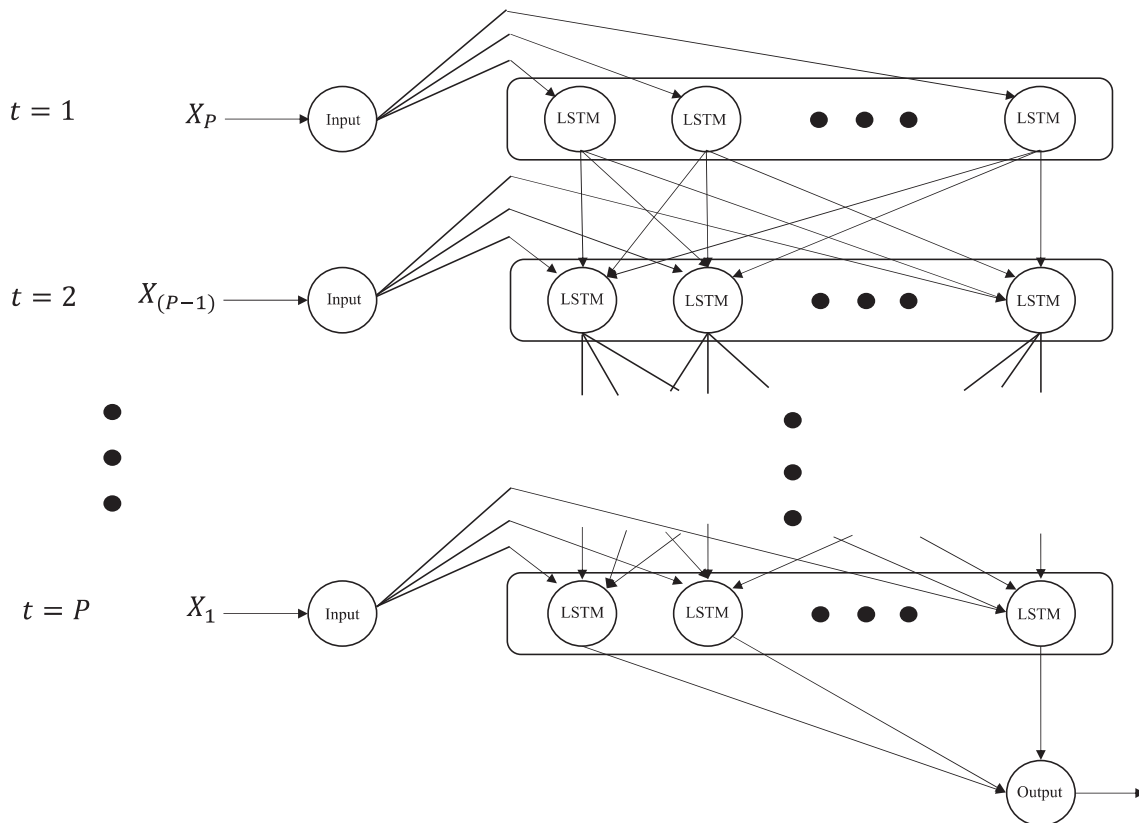 t = 1 X_P Input LSTM LSTM LSTM
t = 2 X_(P−1) Input LSTM LSTM LSTM
t = P X_1 Input LSTM LSTM LSTM
Output